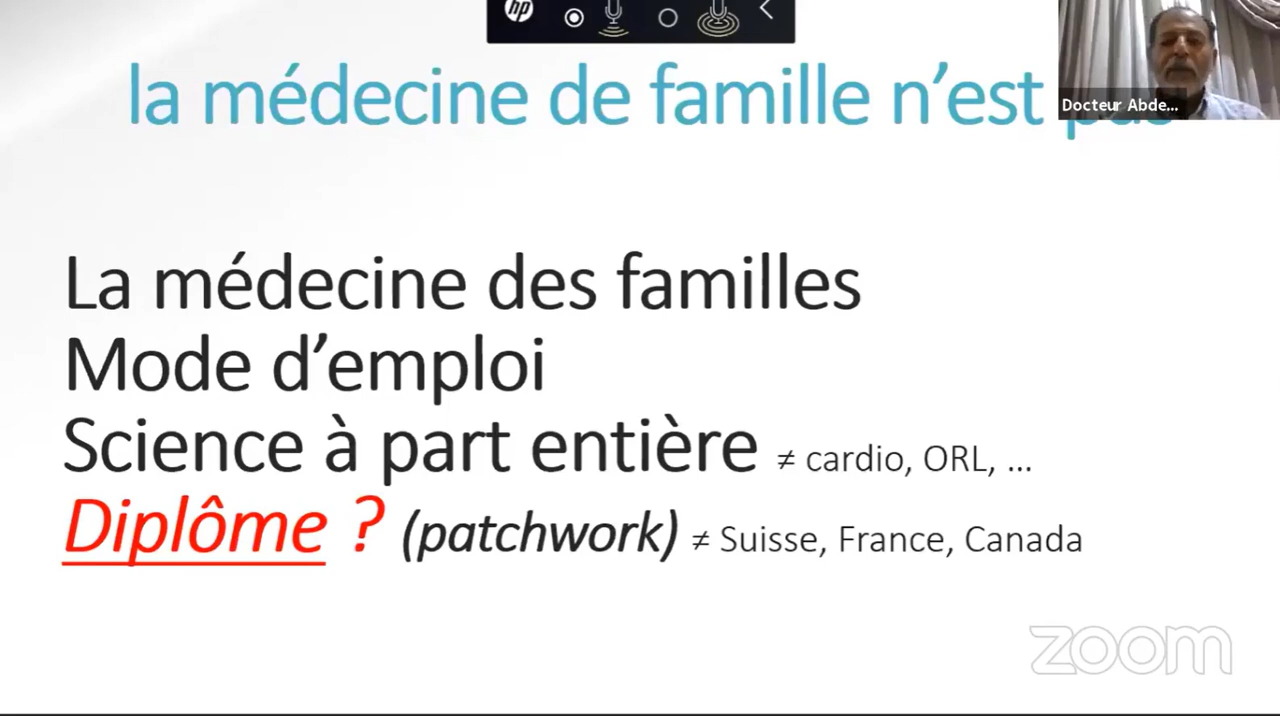 hp
la médecine de famille n’est pas
Docteur Abde...
La médecine des familles
Mode d’emploi
Science à part entière ≠ cardio, ORL, ...
Diplôme ? (patchwork) ≠ Suisse, France, Canada
zoom